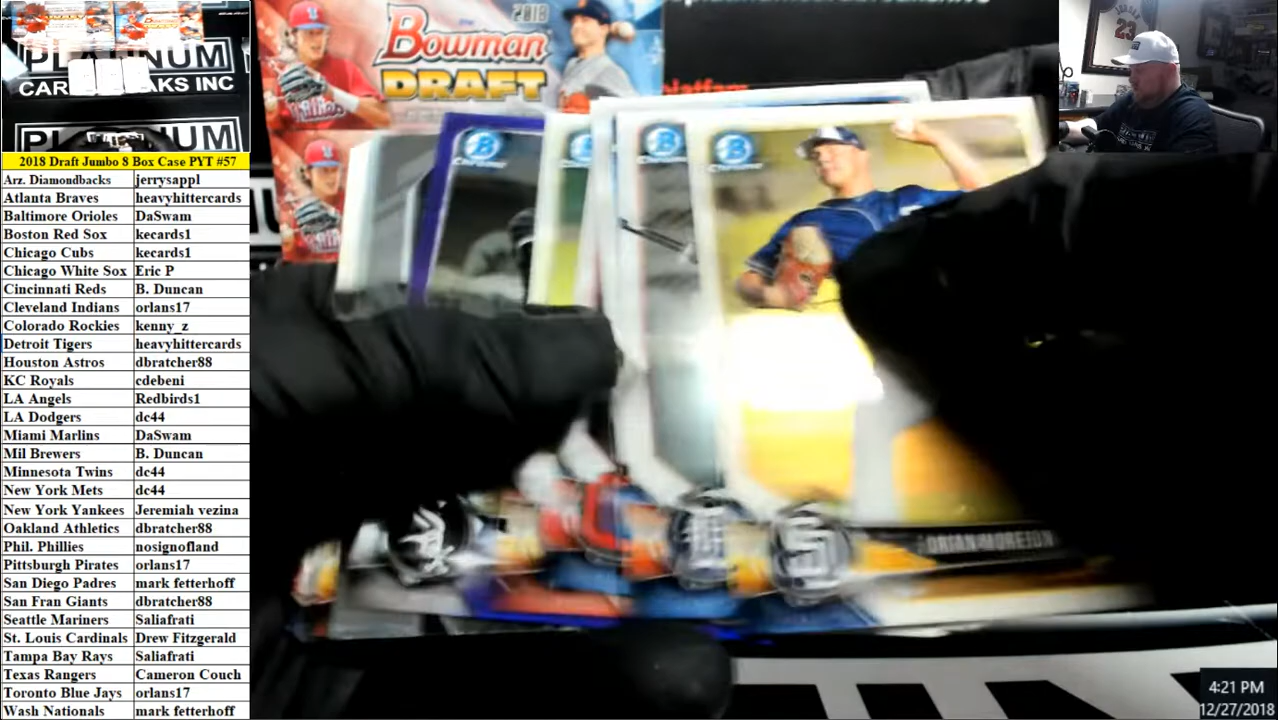 PLATINUM
CAR
AKS INC
PLATINUM
2018 Draft Jumbo 8 Box Case PYT #57
Arz. Diamondbacks jerrysappl
Atlanta Braves heavyhittercards
Baltimore Orioles DaSwam
Boston Red Sox kecards1
Chicago Cubs kecards1
Chicago White Sox Eric P
Cincinnati Reds B. Duncan
Cleveland Indians orlans17
Colorado Rockies kenny_z
Detroit Tigers heavyhittercards
Houston Astros dbratcher88
KC Royals cdebeni
LA Angels Redbirds1
LA Dodgers dc44
Miami Marlins DaSwam
Mil Brewers B. Duncan
Minnesota Twins dc44
New York Mets dc44
New York Yankees Jeremiah vezina
Oakland Athletics dbratcher88
Phil. Phillies nosignofland
Pittsburgh Pirates orlans17
San Diego Padres mark fetterhoff
San Fran Giants dbratcher88
Seattle Mariners Saliafrati
St. Louis Cardinals Drew Fitzgerald
Tampa Bay Rays Saliafrati
Texas Rangers Cameron Couch
Toronto Blue Jays orlans17
Wash Nationals mark fetterhoff
2018
Bowman
DRAFT
Phillies
B
CHROME
23
4:21 PM
12/27/2018